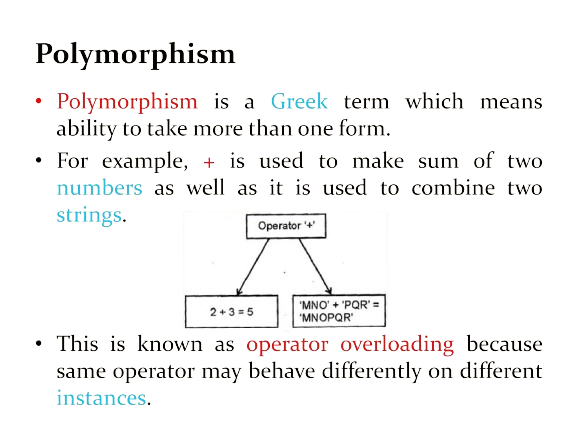 Polymorphism
• Polymorphism is a Greek term which means
ability to take more than one form.
• For example, + is used to make sum of two
numbers as well as it is used to combine two
strings.
Operator '+'
2 + 3 = 5
'MNO' + 'PQR' =
'MNOPQR'
• This is known as operator overloading because
same operator may behave differently on different
instances.